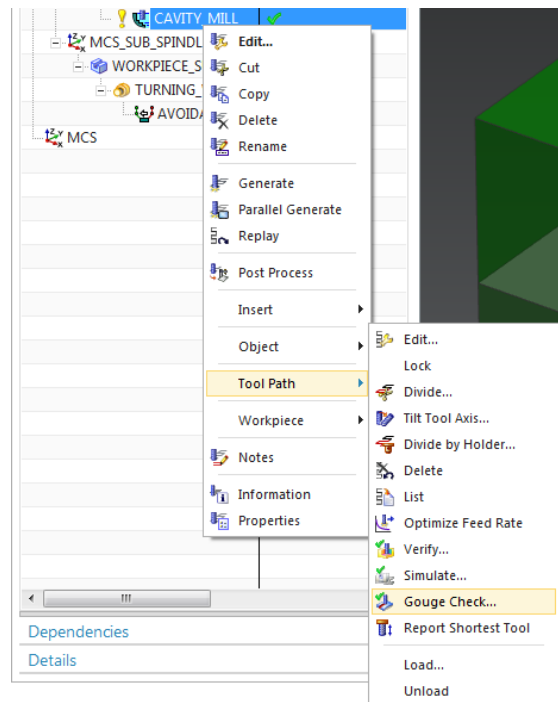 CAVITY_MILL
MCS_SUB_SPINDL
WORKPIECE_S
TURNING_
AVOIDA
MCS
Edit...
Cut
Copy
Delete
Rename
Generate
Parallel Generate
Replay
Post Process
Insert
Object
Tool Path
Workpiece
Notes
Information
Properties
Edit...
Lock
Divide...
Tilt Tool Axis...
Divide by Holder...
Delete
List
Optimize Feed Rate
Verify...
Simulate...
Gouge Check...
Report Shortest Tool
Load...
Unload
Dependencies
Details